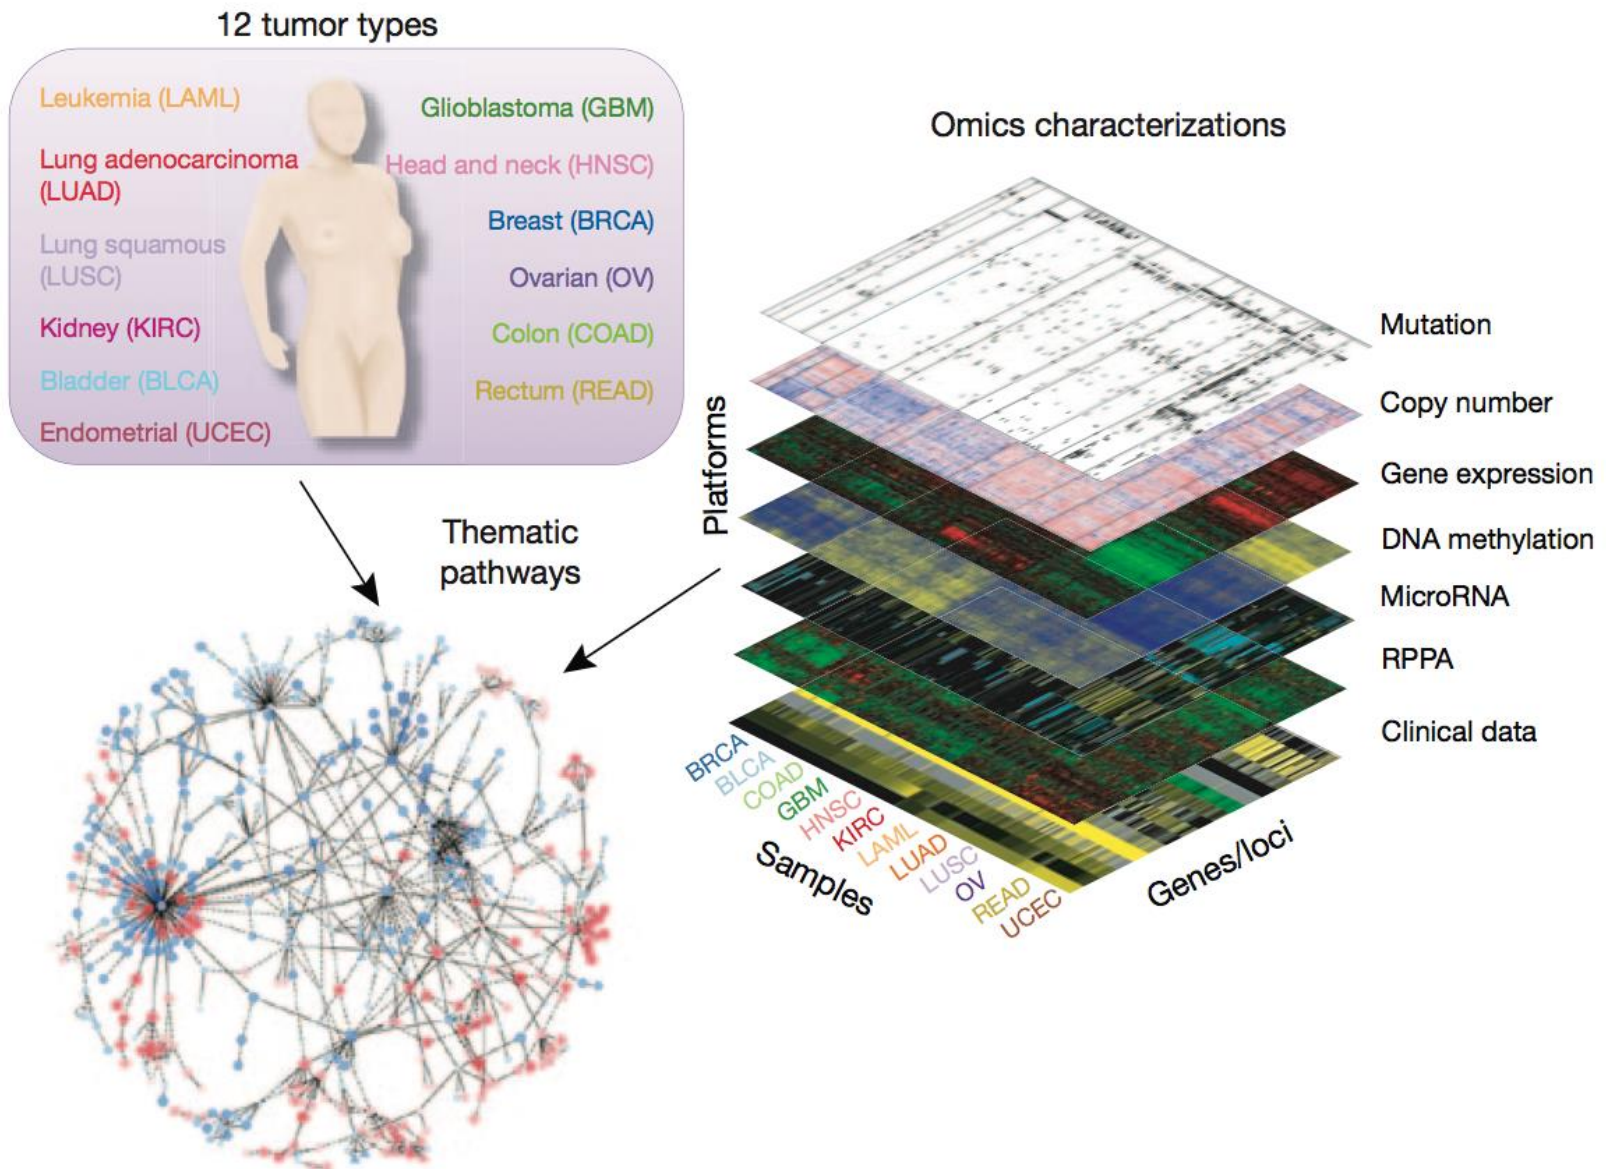 12 tumor types
Leukemia (LAML)
Lung adenocarcinoma
(LUAD)
Lung squamous
(LUSC)
Kidney (KIRC)
Bladder (BLCA)
Endometrial (UCEC)
Glioblastoma (GBM)
Head and neck (HNSC)
Breast (BRCA)
Ovarian (OV)
Colon (COAD)
Rectum (READ)
Thematic
pathways
Omics characterizations
Platforms
Mutation
Copy number
Gene expression
DNA methylation
MicroRNA
RPPA
Clinical data
BRCA
BLCA
COAD
GBM
HNSC
KIRC
LAML
LUAD
LUSC
OV
READ
UCEC
Samples
Genes/loci